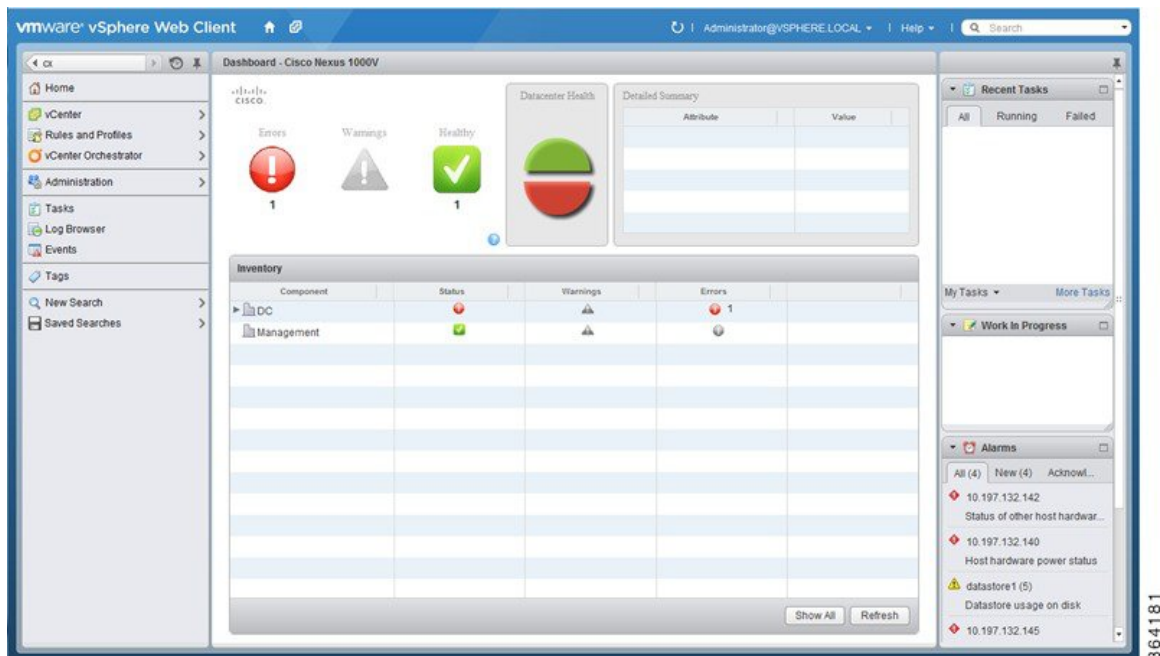 vmware® vSphere Web Client
Administrator@VSPHERE.LOCAL
Help
Search
Home
vCenter
Rules and Profiles
vCenter Orchestrator
Administration
Tasks
Log Browser
Events
Tags
New Search
Saved Searches
Dashboard - Cisco Nexus 1000V
CISCO.
Errors Warnings Healthy
1 1
Datacenter Health
Detailed Summary
Attribute Value
Inventory
Component Status Warnings Errors
DC 1
Management
Show All Refresh
Recent Tasks
All Running Failed
My Tasks More Tasks
Work In Progress
Alarms
All (4) New (4) Acknowl...
10.197.132.142
Status of other host hardwar...
10.197.132.140
Host hardware power status
datastore1 (5)
Datastore usage on disk
10.197.132.145
364181